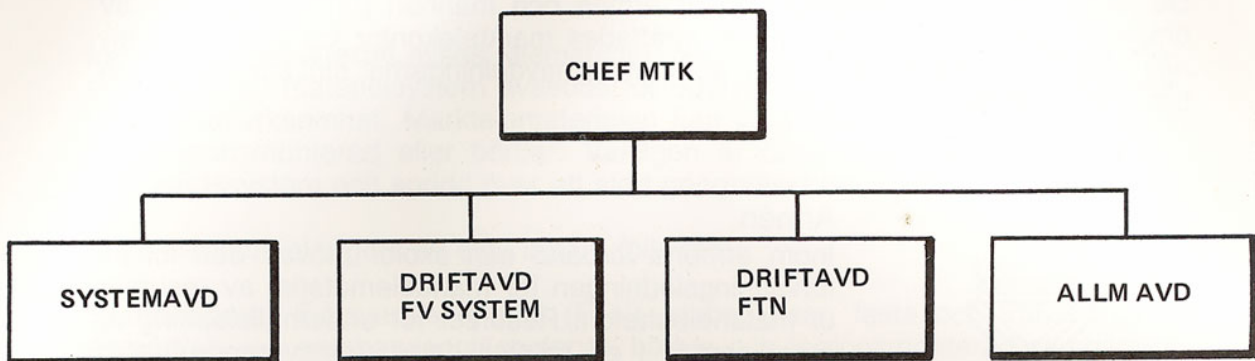 CHEF MTK
SYSTEMAVD
DRIFTAVD
FV SYSTEM
DRIFTAVD
FTN
ALLM AVD